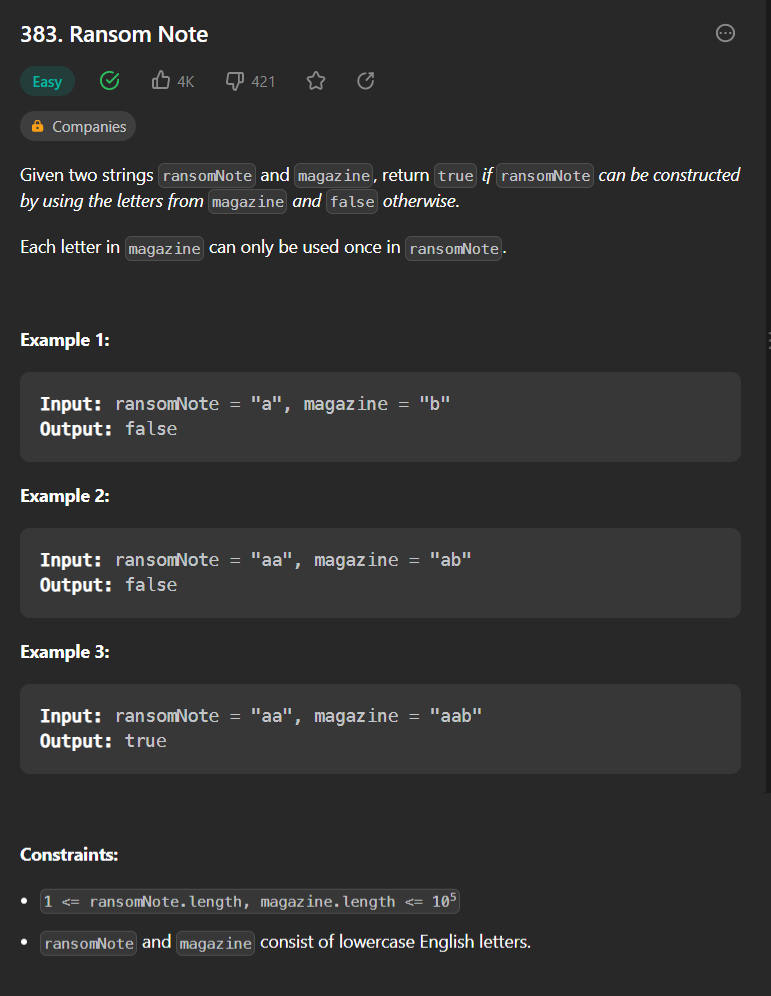 383. Ransom Note
Easy 4K 421
Companies
Given two strings ransomNote and magazine, return true if ransomNote can be constructed
by using the letters from magazine and false otherwise.
Each letter in magazine can only be used once in ransomNote.
Example 1:
Input: ransomNote = "a", magazine = "b"
Output: false
Example 2:
Input: ransomNote = "aa", magazine = "ab"
Output: false
Example 3:
Input: ransomNote = "aa", magazine = "aab"
Output: true
Constraints:
• 1 <= ransomNote.length, magazine.length <= 10⁵
• ransomNote and magazine consist of lowercase English letters.